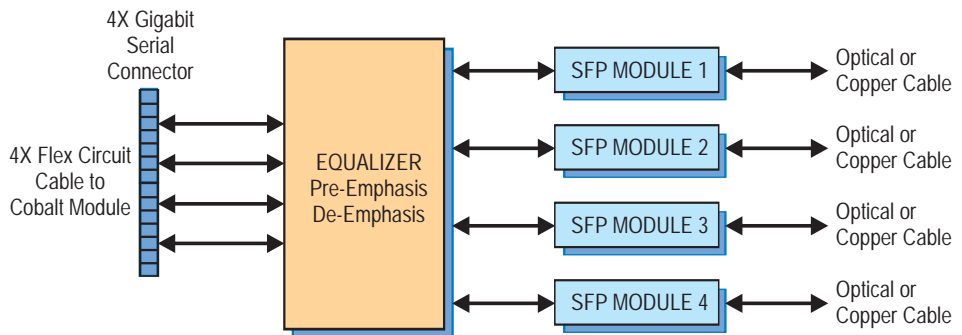 4X Gigabit
Serial
Connector
4X Flex Circuit
Cable to
Cobalt Module
EQUALIZER
Pre-Emphasis
De-Emphasis
SFP MODULE 1
Optical or
Copper Cable
SFP MODULE 2
Optical or
Copper Cable
SFP MODULE 3
Optical or
Copper Cable
SFP MODULE 4
Optical or
Copper Cable